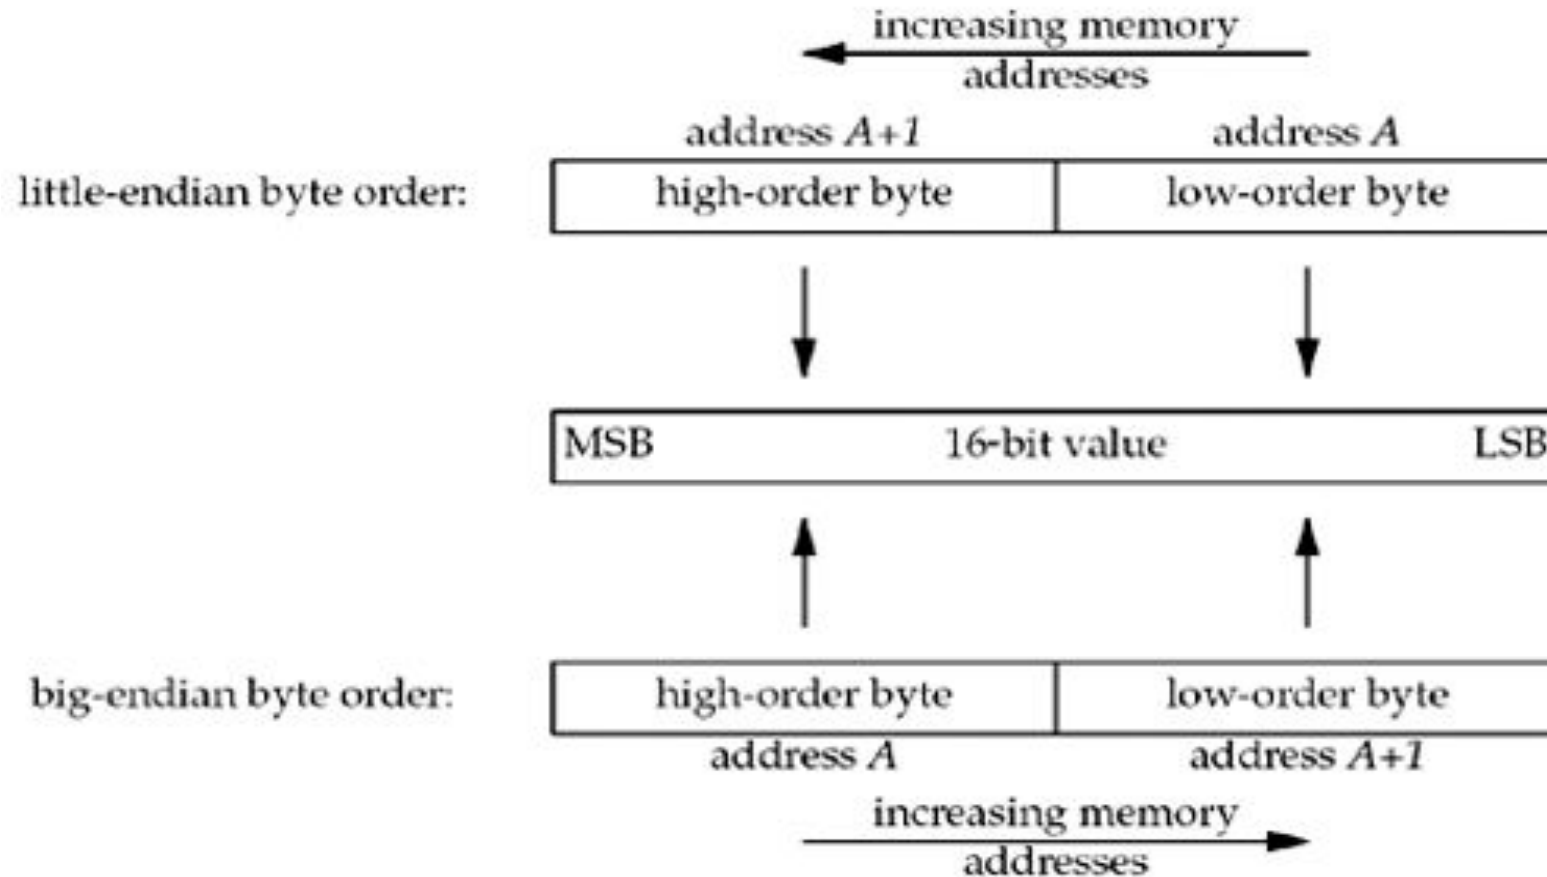 increasing memory
addresses
address A+1 address A
little-endian byte order: high-order byte low-order byte
MSB 16-bit value LSB
big-endian byte order: high-order byte low-order byte
address A address A+1
increasing memory
addresses